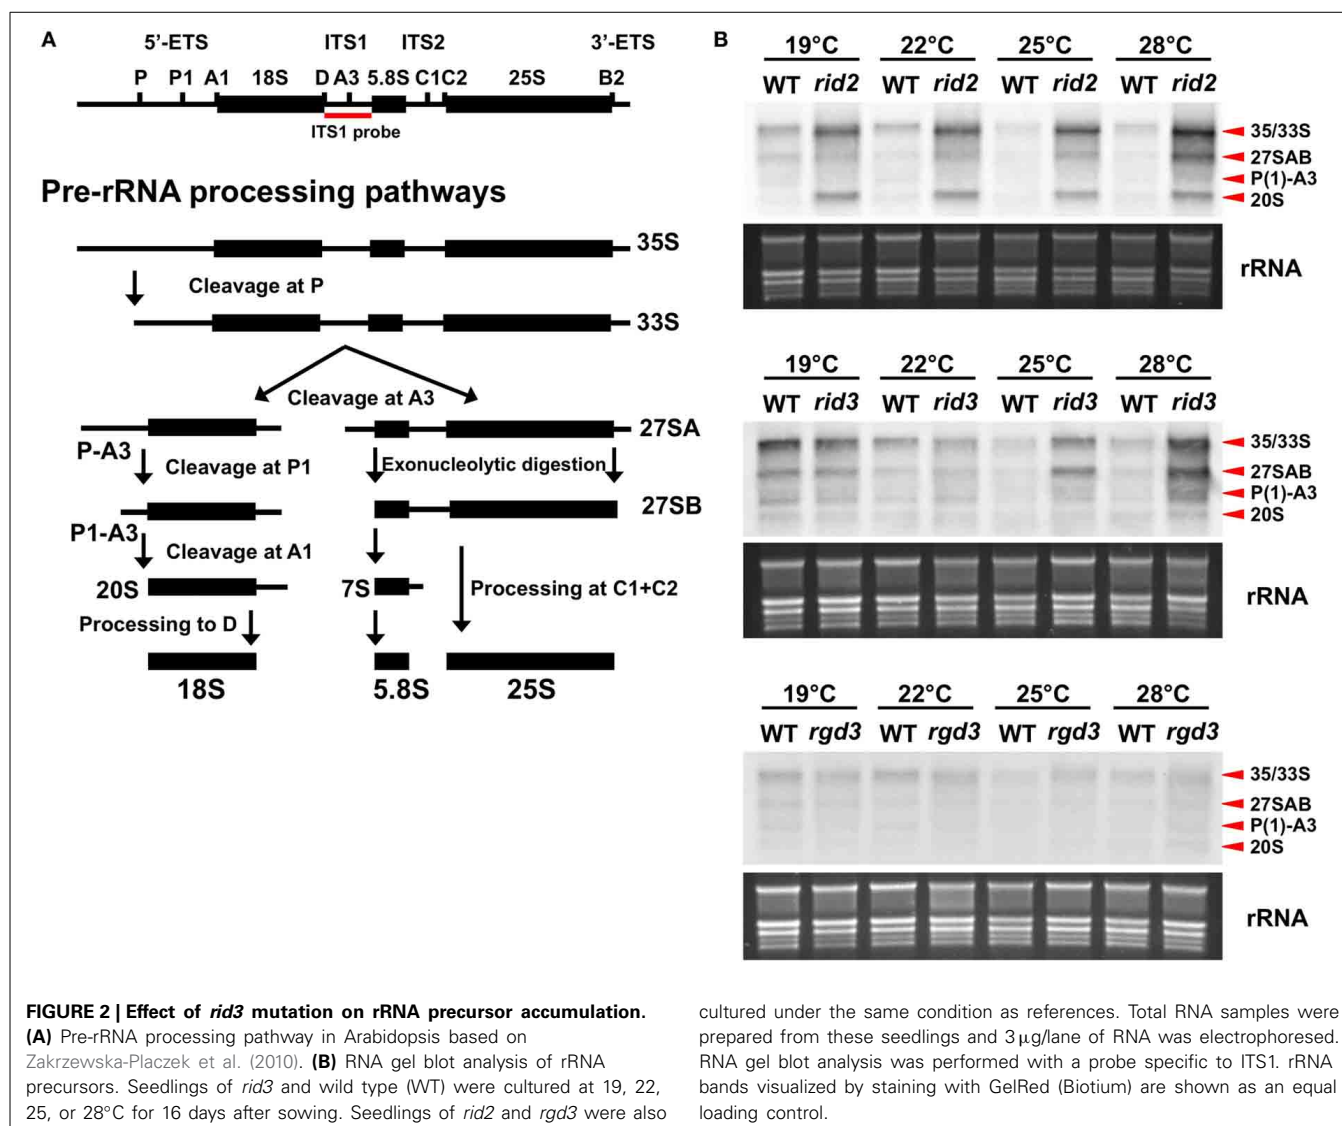 A
5'-ETS ITS1 ITS2 3'-ETS
P P1 A1 18S D A3 5.8S C1 C2 25S B2
ITS1 probe
Pre-rRNA processing pathways
35S
Cleavage at P
33S
Cleavage at A3
P-A3
27SA
Cleavage at P1
Exonucleolytic digestion
P1-A3
27SB
Cleavage at A1
20S
7S
Processing at C1+C2
Processing to D
18S 5.8S 25S
B
19°C 22°C 25°C 28°C
WT rid2 WT rid2 WT rid2 WT rid2
35/33S
27SAB
P(1)-A3
20S
rRNA
19°C 22°C 25°C 28°C
WT rid3 WT rid3 WT rid3 WT rid3
35/33S
27SAB
P(1)-A3
20S
rRNA
19°C 22°C 25°C 28°C
WT rgd3 WT rgd3 WT rgd3 WT rgd3
35/33S
27SAB
P(1)-A3
20S
rRNA
FIGURE 2 | Effect of rid3 mutation on rRNA precursor accumulation.
(A) Pre-rRNA processing pathway in Arabidopsis based on
Zakrzewska-Placzek et al. (2010). (B) RNA gel blot analysis of rRNA
precursors. Seedlings of rid3 and wild type (WT) were cultured at 19, 22,
25, or 28°C for 16 days after sowing. Seedlings of rid2 and rgd3 were also
cultured under the same condition as references. Total RNA samples were
prepared from these seedlings and 3 μg/lane of RNA was electrophoresed.
RNA gel blot analysis was performed with a probe specific to ITS1. rRNA
bands visualized by staining with GelRed (Biotium) are shown as an equal
loading control.